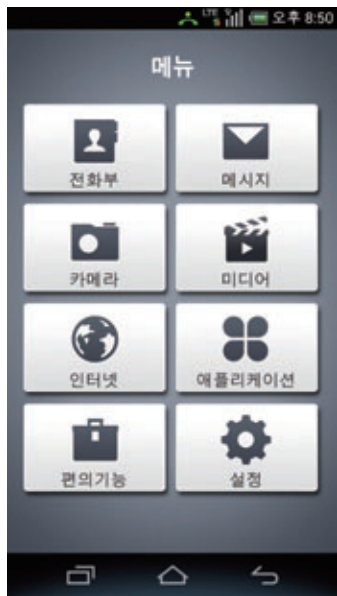 LTE 오후 8:50
메뉴
전화부 메시지
카메라 미디어
인터넷 애플리케이션
편의기능 설정